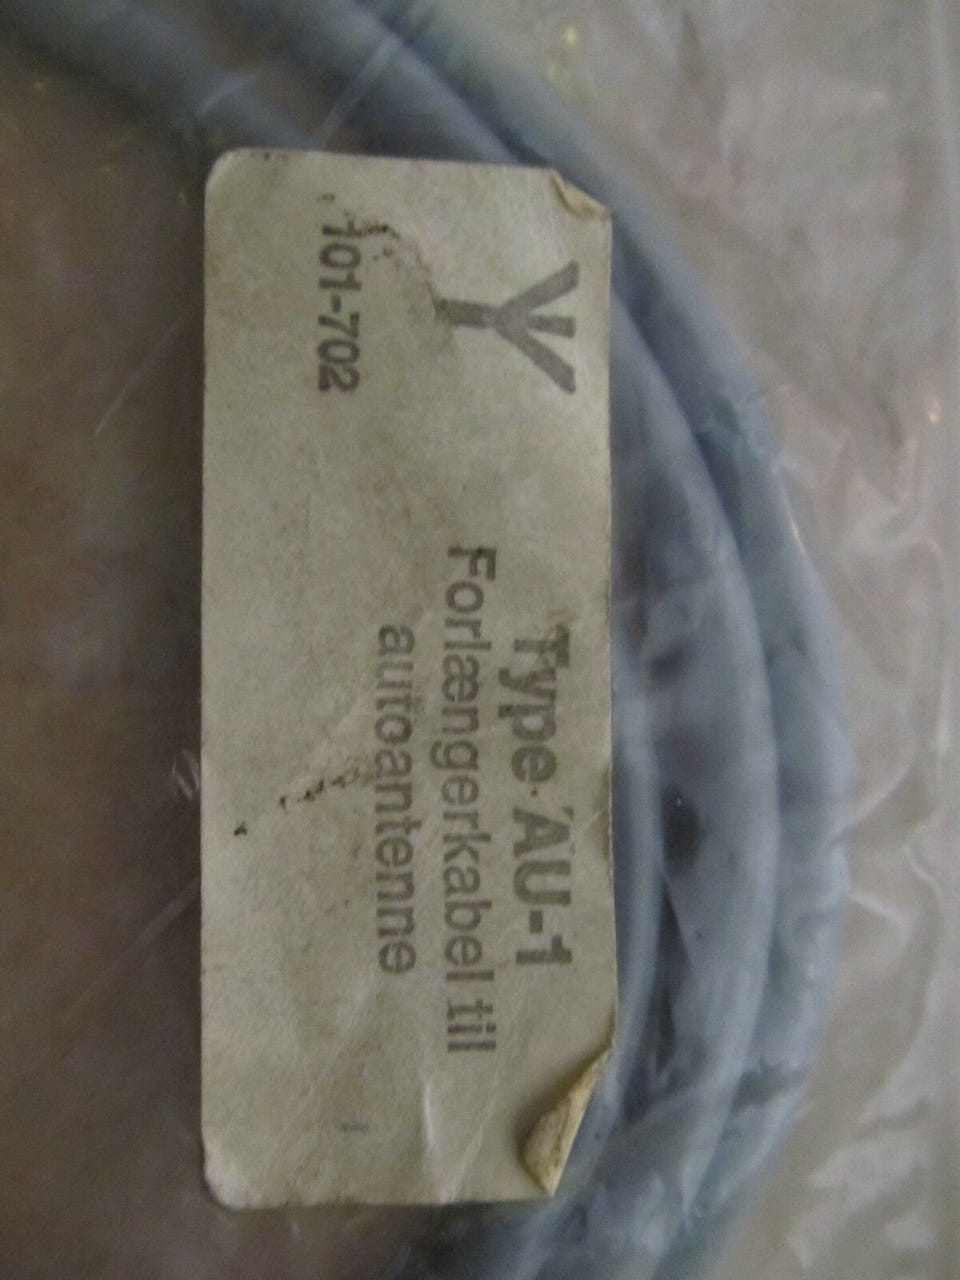 101-702
Type AU-1
Forlængerkabel til
autoantenne